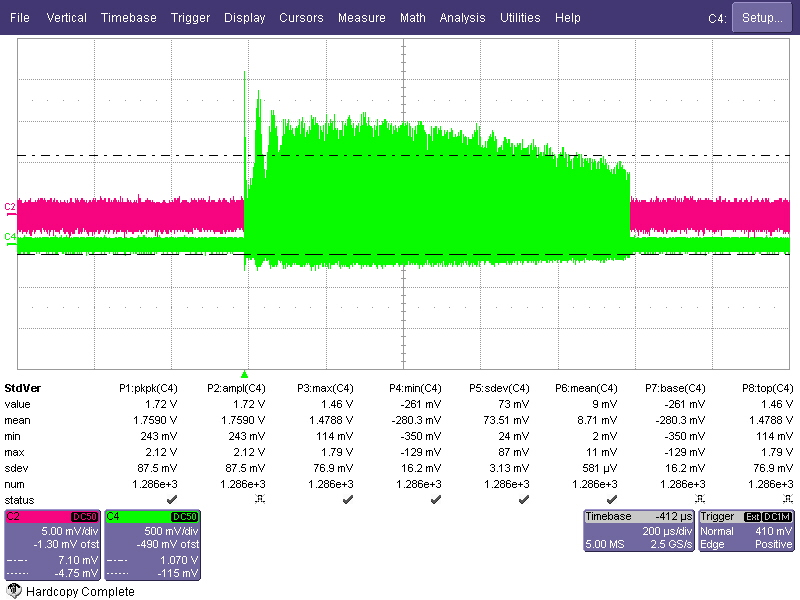 File Vertical Timebase Trigger Display Cursors Measure Math Analysis Utilities Help C4: Setup...
C2
C4
StdVer P1:pkpk(C4) P2:ampl(C4) P3:max(C4) P4:min(C4) P5:sdev(C4) P6:mean(C4) P7:base(C4) P8:top(C4)
value 1.72 V 1.72 V 1.46 V -261 mV 73 mV 9 mV -261 mV 1.46 V
mean 1.7590 V 1.7590 V 1.4788 V -280.3 mV 73.51 mV 8.71 mV -280.3 mV 1.4788 V
min 243 mV 243 mV 114 mV -350 mV 24 mV 2 mV -350 mV 114 mV
max 2.12 V 2.12 V 1.79 V -129 mV 87 mV 11 mV -129 mV 1.79 V
sdev 87.5 mV 87.5 mV 76.9 mV 16.2 mV 3.13 mV 581 µV 16.2 mV 76.9 mV
num 1.286e+3 1.286e+3 1.286e+3 1.286e+3 1.286e+3 1.286e+3 1.286e+3 1.286e+3
status
C2 DC50 C4 DC50 Timebase -412 µs Trigger Ext DC1M
5.00 mV/div 500 mV/div 200 µs/div Normal 410 mV
-1.30 mV ofst -490 mV ofst 5.00 MS 2.5 GS/s Edge Positive
7.10 mV 1.070 V
-4.75 mV -115 mV
Hardcopy Complete